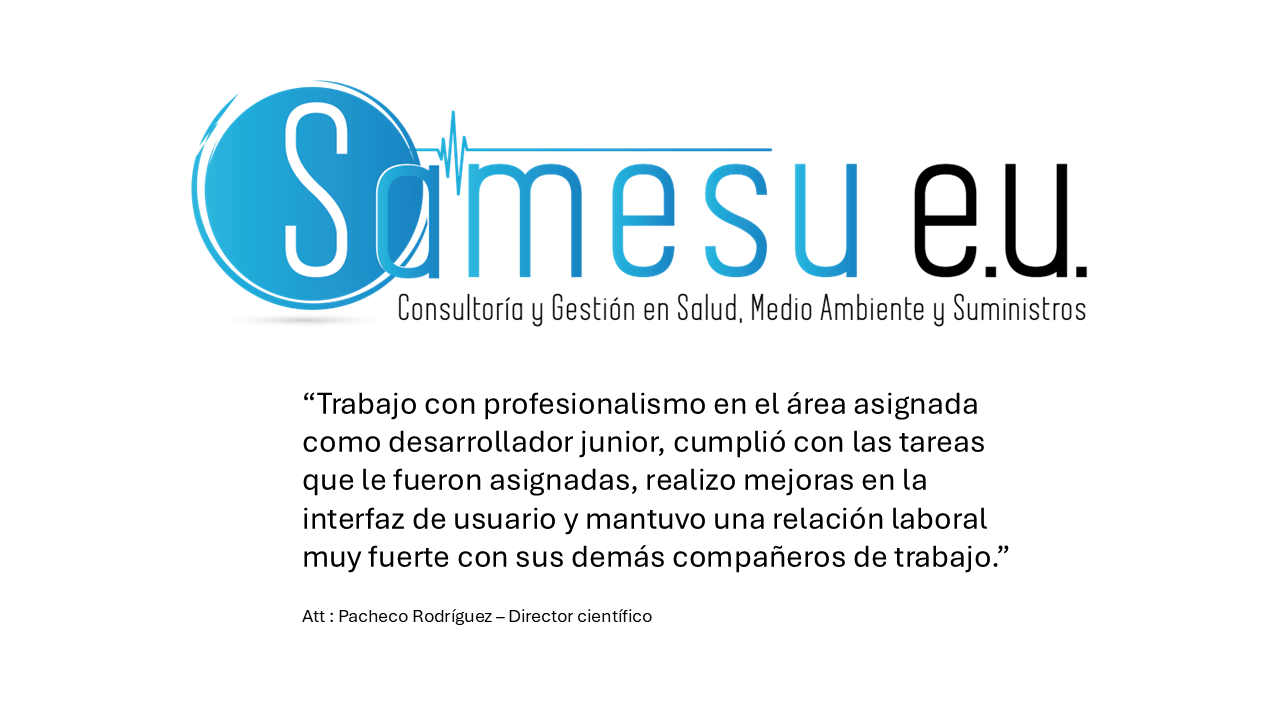 Samesu e.u.
Consultoría y Gestión en Salud, Medio Ambiente y Suministros
“Trabajo con profesionalismo en el área asignada
como desarrollador junior, cumplió con las tareas
que le fueron asignadas, realizo mejoras en la
interfaz de usuario y mantuvo una relación laboral
muy fuerte con sus demás compañeros de trabajo.”
Att : Pacheco Rodríguez – Director científico